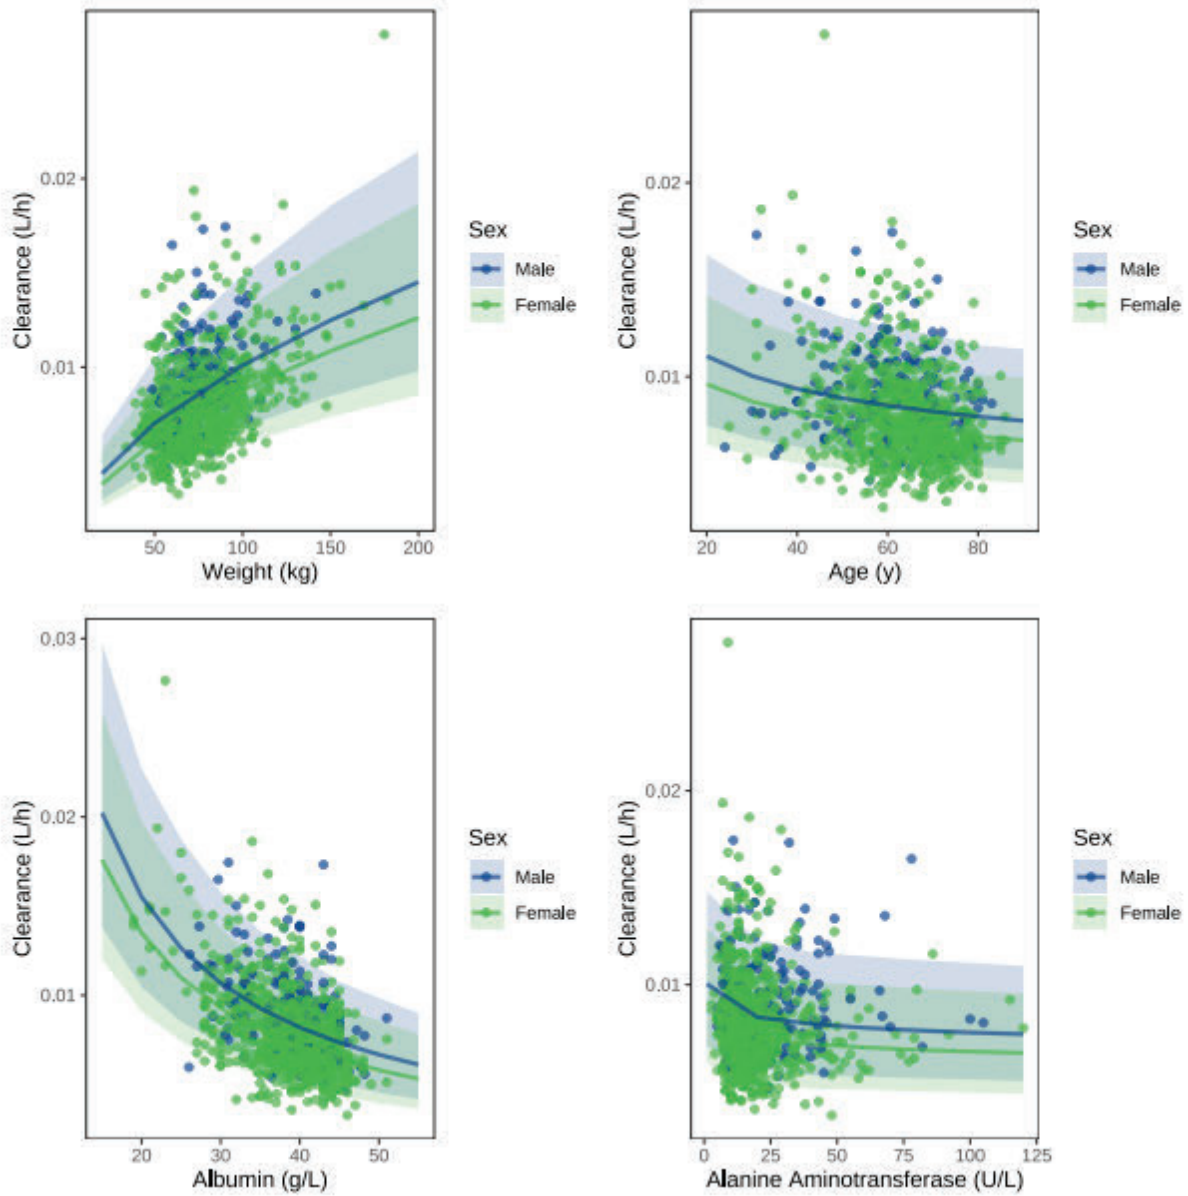 Clearance (L/h)
0.02
0.01
50 100 150 200
Weight (kg)
Sex
Male
Female
Clearance (L/h)
0.02
0.01
20 40 60 80
Age (y)
Sex
Male
Female
Clearance (L/h)
0.03
0.02
0.01
20 30 40 50
Albumin (g/L)
Sex
Male
Female
Clearance (L/h)
0.02
0.01
0 25 50 75 100 125
Alanine Aminotransferase (U/L)
Sex
Male
Female